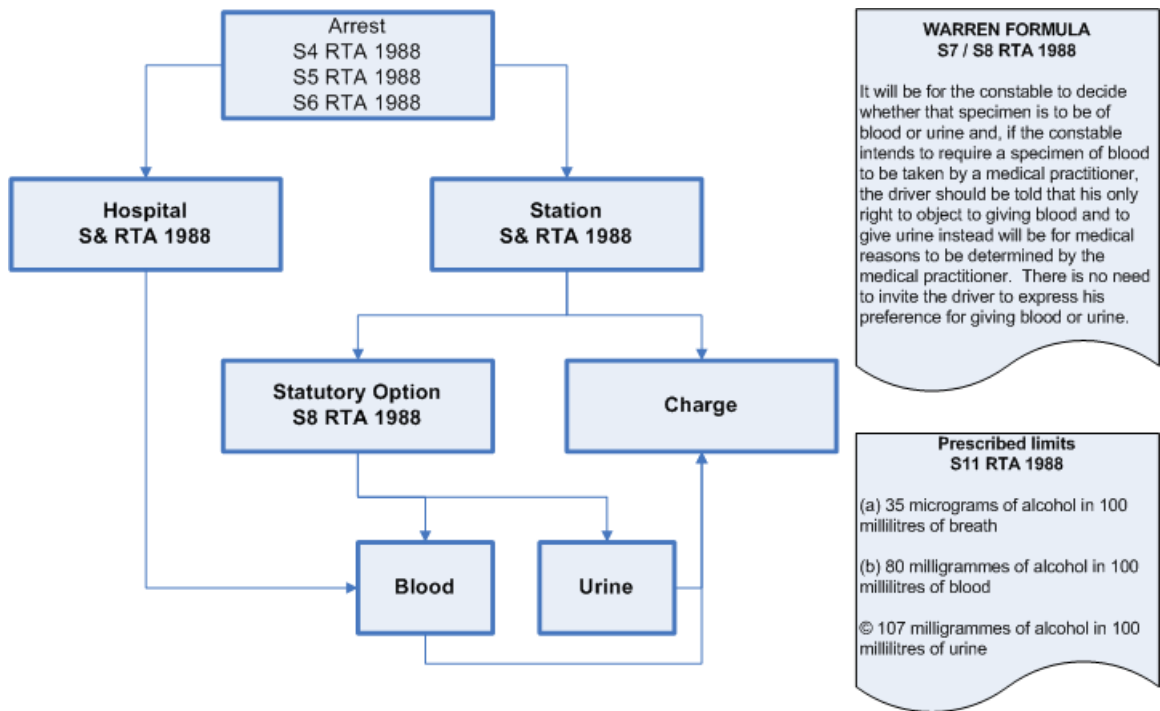 Arrest
S4 RTA 1988
S5 RTA 1988
S6 RTA 1988
Hospital
S& RTA 1988
Station
S& RTA 1988
Statutory Option
S8 RTA 1988
Charge
Blood
Urine
WARREN FORMULA
S7 / S8 RTA 1988
It will be for the constable to decide
whether that specimen is to be of
blood or urine and, if the constable
intends to require a specimen of blood
to be taken by a medical practitioner,
the driver should be told that his only
right to object to giving blood and to
give urine instead will be for medical
reasons to be determined by the
medical practitioner.  There is no need
to invite the driver to express his
preference for giving blood or urine.
Prescribed limits
S11 RTA 1988
(a) 35 micrograms of alcohol in 100
millilitres of breath
(b) 80 milligrammes of alcohol in 100
millilitres of blood
© 107 milligrammes of alcohol in 100
millilitres of urine